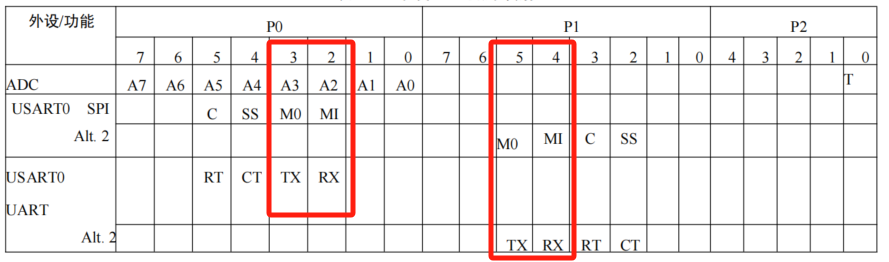 外设/功能 P0 P1 P2
7 6 5 4 3 2 1 0 7 6 5 4 3 2 1 0 4 3 2 1 0
ADC A7 A6 A5 A4 A3 A2 A1 A0 T
USART0 SPI C SS M0 MI
Alt. 2 M0 MI C SS
USART0 RT CT TX RX
UART
Alt. 2 TX RX RT CT